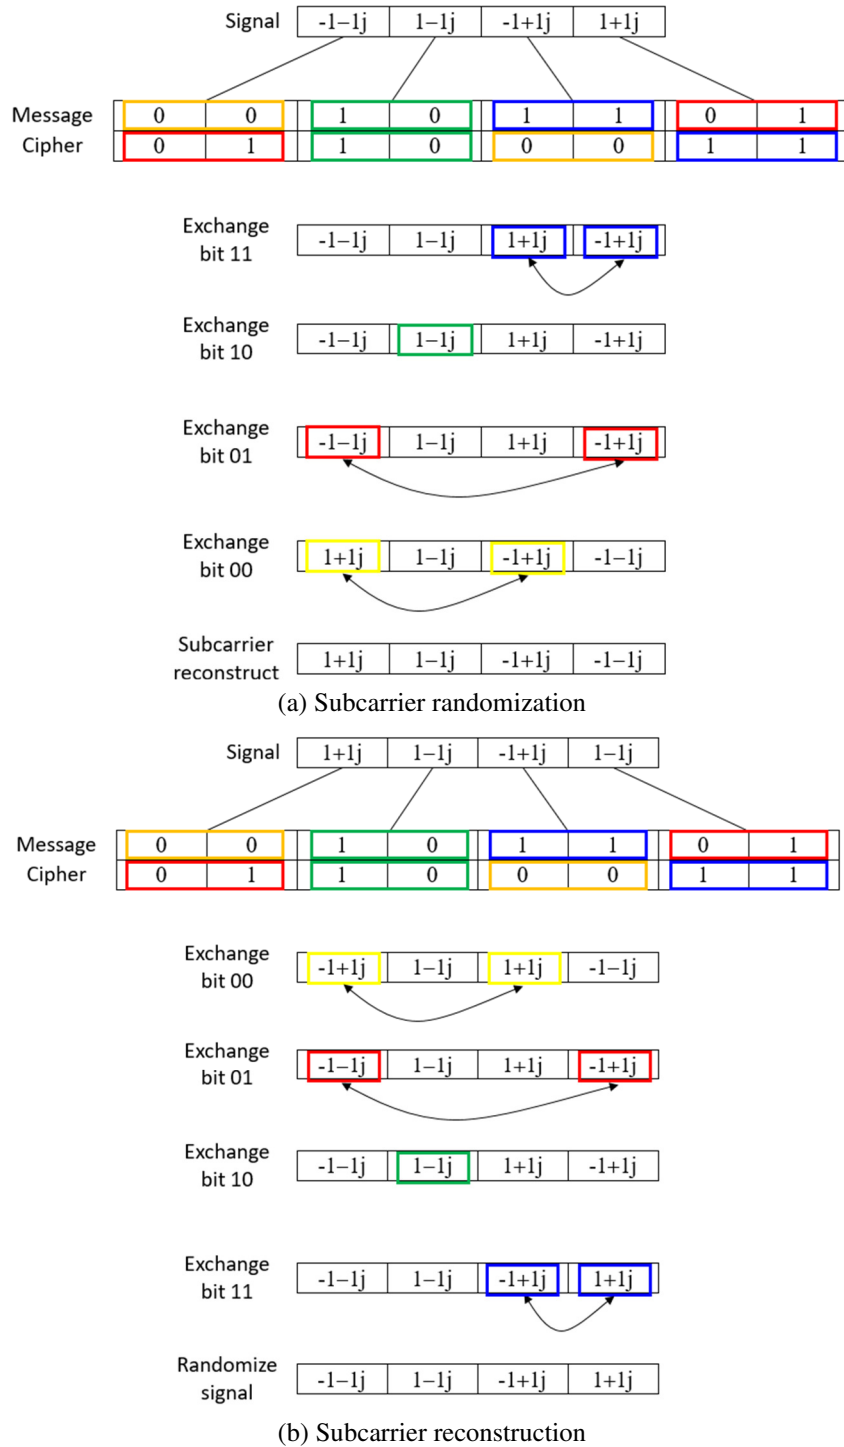 Signal -1−1j 1−1j -1+1j 1+1j
Message 0 0 1 0 1 1 0 1
Cipher 0 1 1 0 0 0 1 1
Exchange
bit 11 -1−1j 1−1j 1+1j -1+1j
Exchange
bit 10 -1−1j 1−1j 1+1j -1+1j
Exchange
bit 01 -1−1j 1−1j 1+1j -1+1j
Exchange
bit 00 1+1j 1−1j -1+1j -1−1j
Subcarrier
reconstruct 1+1j 1−1j -1+1j -1−1j
(a) Subcarrier randomization
Signal 1+1j 1−1j -1+1j 1−1j
Message 0 0 1 0 1 1 0 1
Cipher 0 1 1 0 0 0 1 1
Exchange
bit 00 -1+1j 1−1j 1+1j -1−1j
Exchange
bit 01 -1−1j 1−1j 1+1j -1+1j
Exchange
bit 10 -1−1j 1−1j 1+1j -1+1j
Exchange
bit 11 -1−1j 1−1j -1+1j 1+1j
Randomize
signal -1−1j 1−1j -1+1j 1+1j
(b) Subcarrier reconstruction